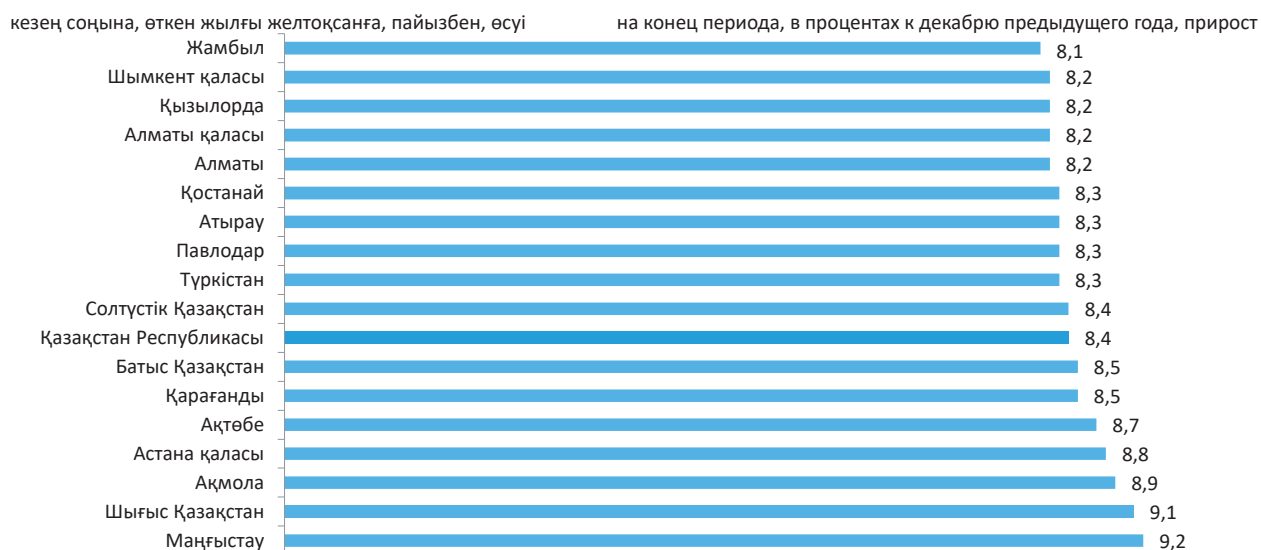 кезең соңына, өткен жылғы желтоқсанға, пайызбен, өсуі
на конец периода, в процентах к декабрю предыдущего года, прирост
Жамбыл 8,1
Шымкент қаласы 8,2
Қызылорда 8,2
Алматы қаласы 8,2
Алматы 8,2
Қостанай 8,3
Атырау 8,3
Павлодар 8,3
Түркістан 8,3
Солтүстік Қазақстан 8,4
Қазақстан Республикасы 8,4
Батыс Қазақстан 8,5
Қарағанды 8,5
Ақтөбе 8,7
Астана қаласы 8,8
Ақмола 8,9
Шығыс Қазақстан 9,1
Маңғыстау 9,2